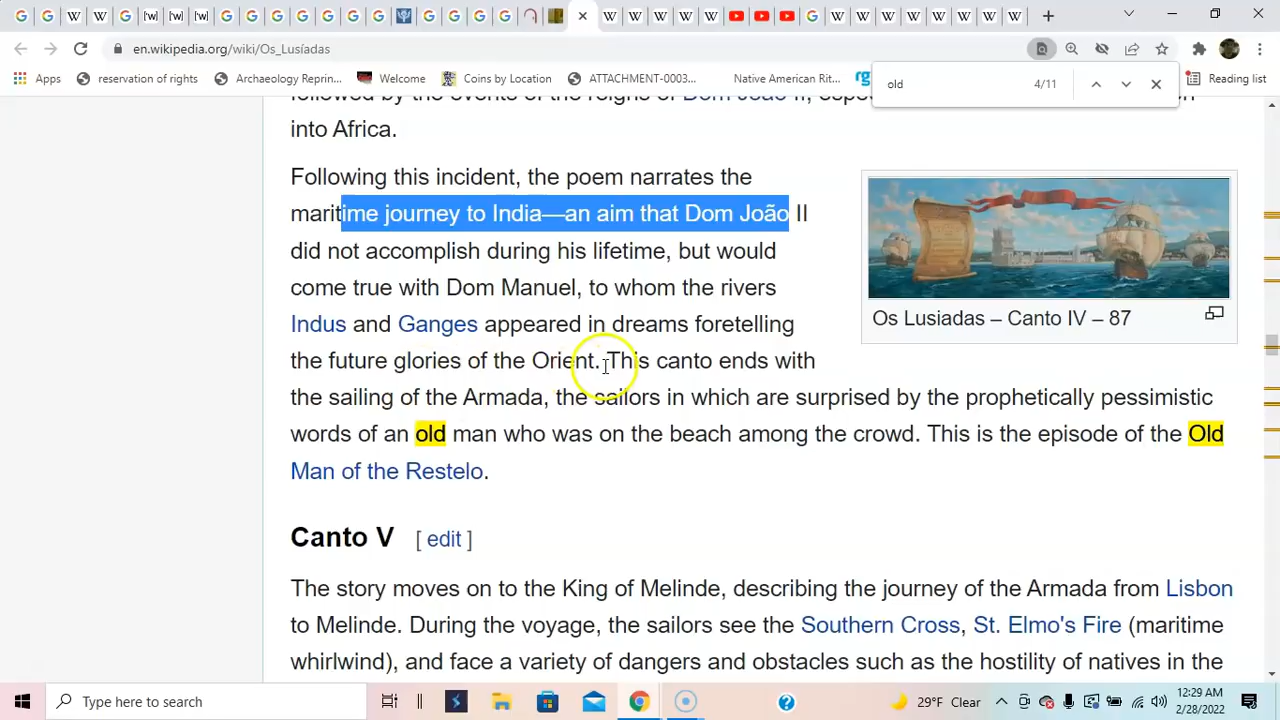 en.wikipedia.org/wiki/Os_Lusíadas
Apps reservation of rights Archaeology Reprin... Welcome Coins by Location ATTACHMENT-0003... Native American Rit... Reading list
old 4/11
into Africa.
Following this incident, the poem narrates the
maritime journey to India—an aim that Dom João II
did not accomplish during his lifetime, but would
come true with Dom Manuel, to whom the rivers
Indus and Ganges appeared in dreams foretelling
the future glories of the Orient. This canto ends with
the sailing of the Armada, the sailors in which are surprised by the prophetically pessimistic
words of an old man who was on the beach among the crowd. This is the episode of the Old
Man of the Restelo.
Os Lusiadas – Canto IV – 87
Canto V [ edit ]
The story moves on to the King of Melinde, describing the journey of the Armada from Lisbon
to Melinde. During the voyage, the sailors see the Southern Cross, St. Elmo's Fire (maritime
whirlwind), and face a variety of dangers and obstacles such as the hostility of natives in the
Type here to search
29°F Clear
12:29 AM
2/28/2022